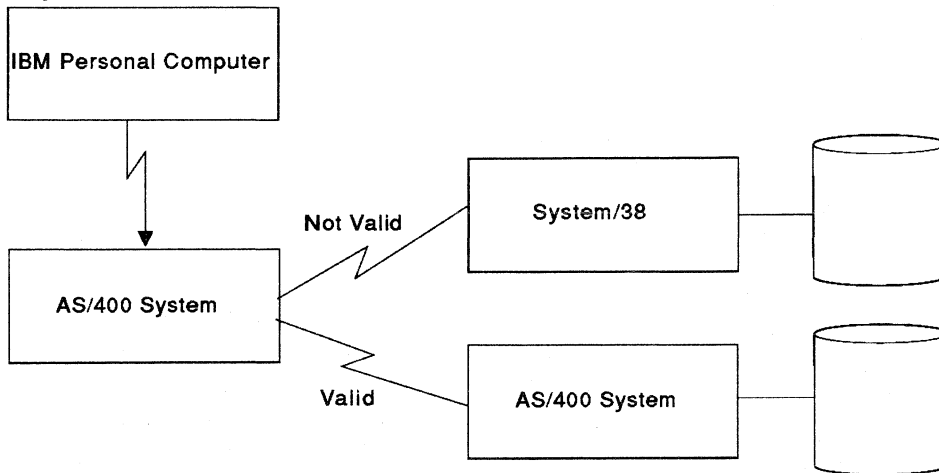 IBM Personal Computer
System/38
Not Valid
AS/400 System
Valid
AS/400 System